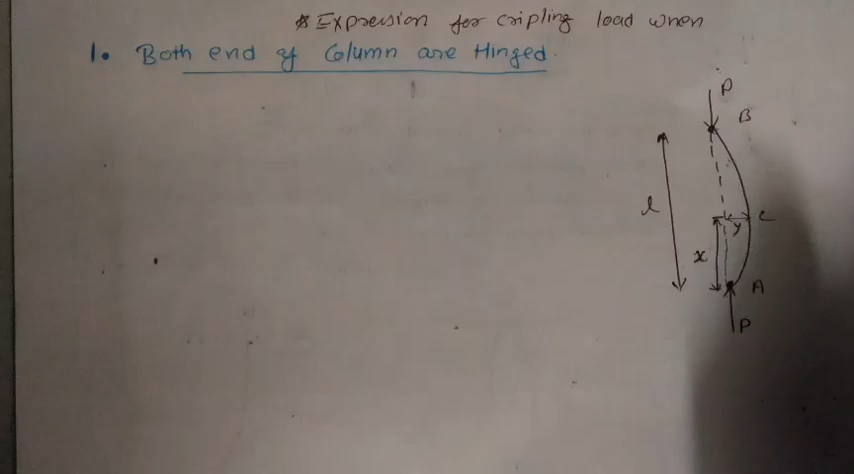 * Expression for cripling load when
1. Both end of Column are Hinged.
P
B
l
y
C
x
A
P